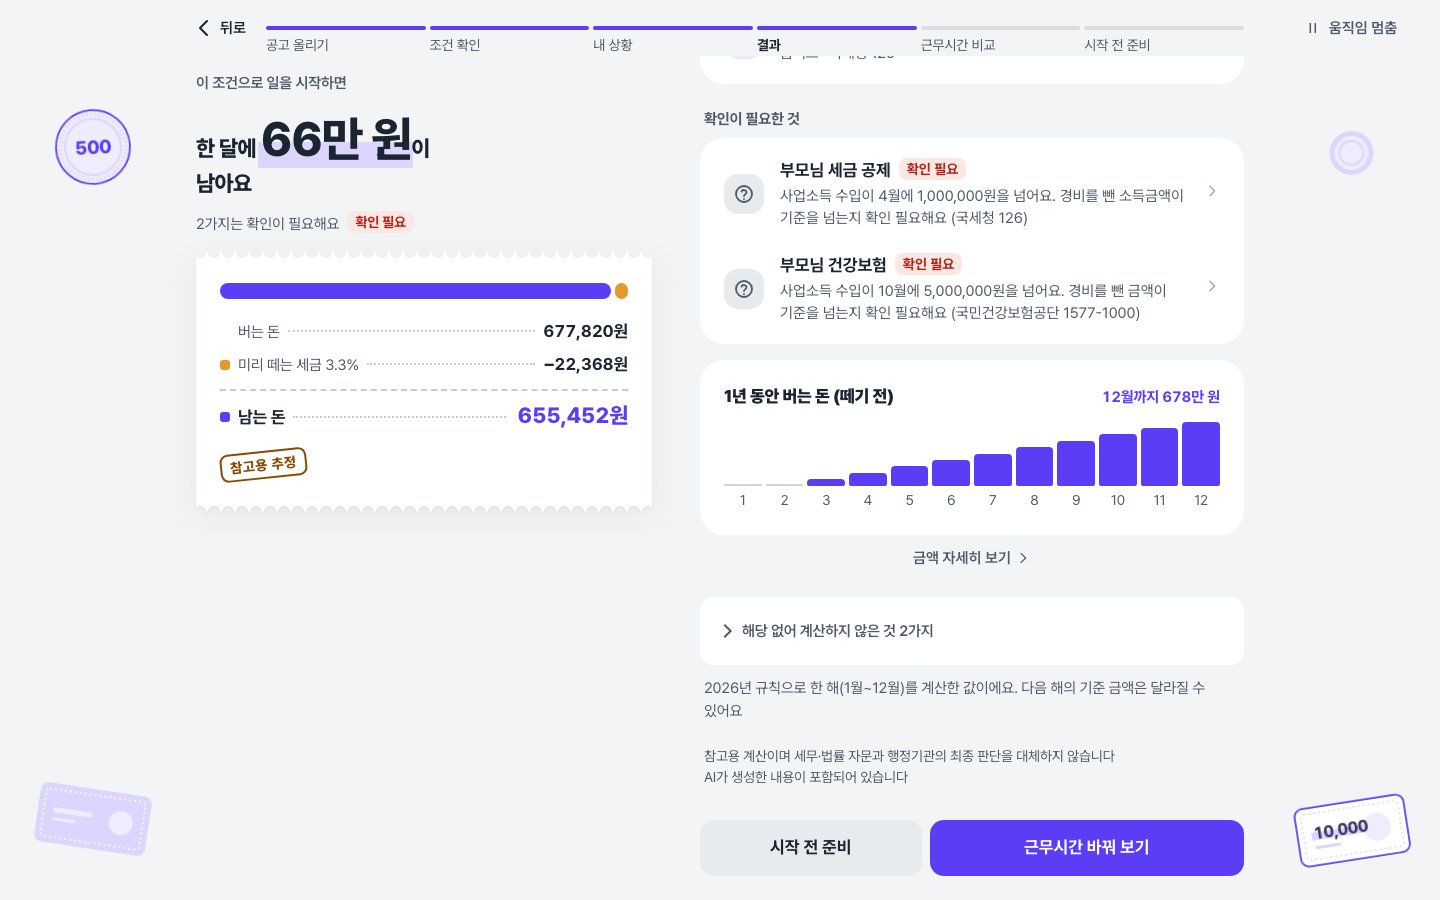 뒤로
공고 올리기
조건 확인
내 상황
결과
근무시간 비교
시작 전 준비
움직임 멈춤
이 조건으로 일을 시작하면
한 달에 66만 원이
남아요
2가지는 확인이 필요해요 확인 필요
500
버는 돈 677,820원
미리 떼는 세금 3.3% −22,368원
남는 돈 655,452원
참고용 추정
확인이 필요한 것
부모님 세금 공제 확인 필요
사업소득 수입이 4월에 1,000,000원을 넘어요. 경비를 뺀 소득금액이
기준을 넘는지 확인 필요해요 (국세청 126)
부모님 건강보험 확인 필요
사업소득 수입이 10월에 5,000,000원을 넘어요. 경비를 뺀 금액이
기준을 넘는지 확인 필요해요 (국민건강보험공단 1577-1000)
1년 동안 버는 돈 (떼기 전) 12월까지 678만 원
1 2 3 4 5 6 7 8 9 10 11 12
금액 자세히 보기
해당 없어 계산하지 않은 것 2가지
2026년 규칙으로 한 해(1월~12월)를 계산한 값이에요. 다음 해의 기준 금액은 달라질 수
있어요
참고용 계산이며 세무·법률 자문과 행정기관의 최종 판단을 대체하지 않습니다
AI가 생성한 내용이 포함되어 있습니다
시작 전 준비
근무시간 바꿔 보기
10,000